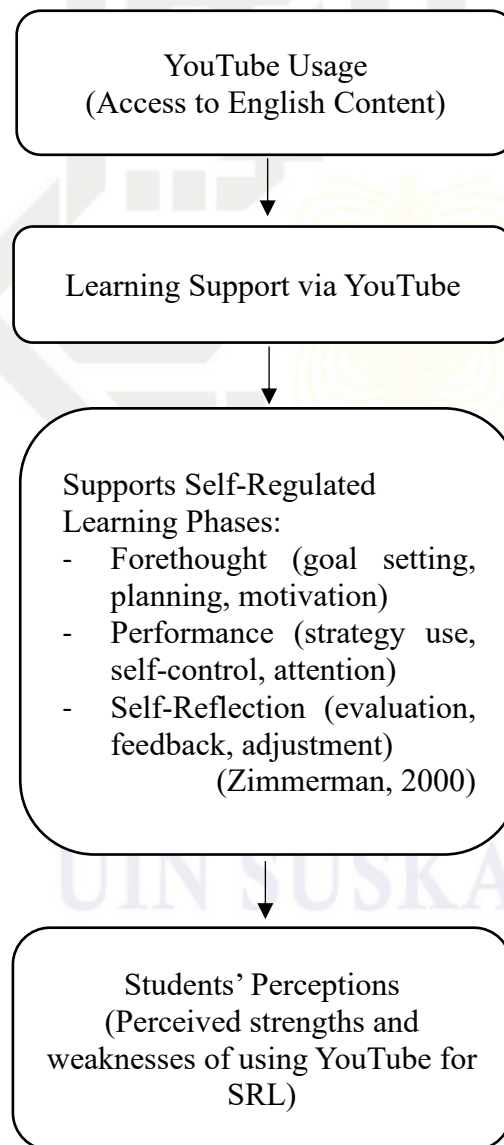 YouTube Usage
(Access to English Content)
Learning Support via YouTube
Supports Self-Regulated
Learning Phases:
- Forethought (goal setting,
planning, motivation)
- Performance (strategy use,
self-control, attention)
- Self-Reflection (evaluation,
feedback, adjustment)
(Zimmerman, 2000)
UIN SUSKA
Students’ Perceptions
(Perceived strengths and
weaknesses of using YouTube for
SRL)